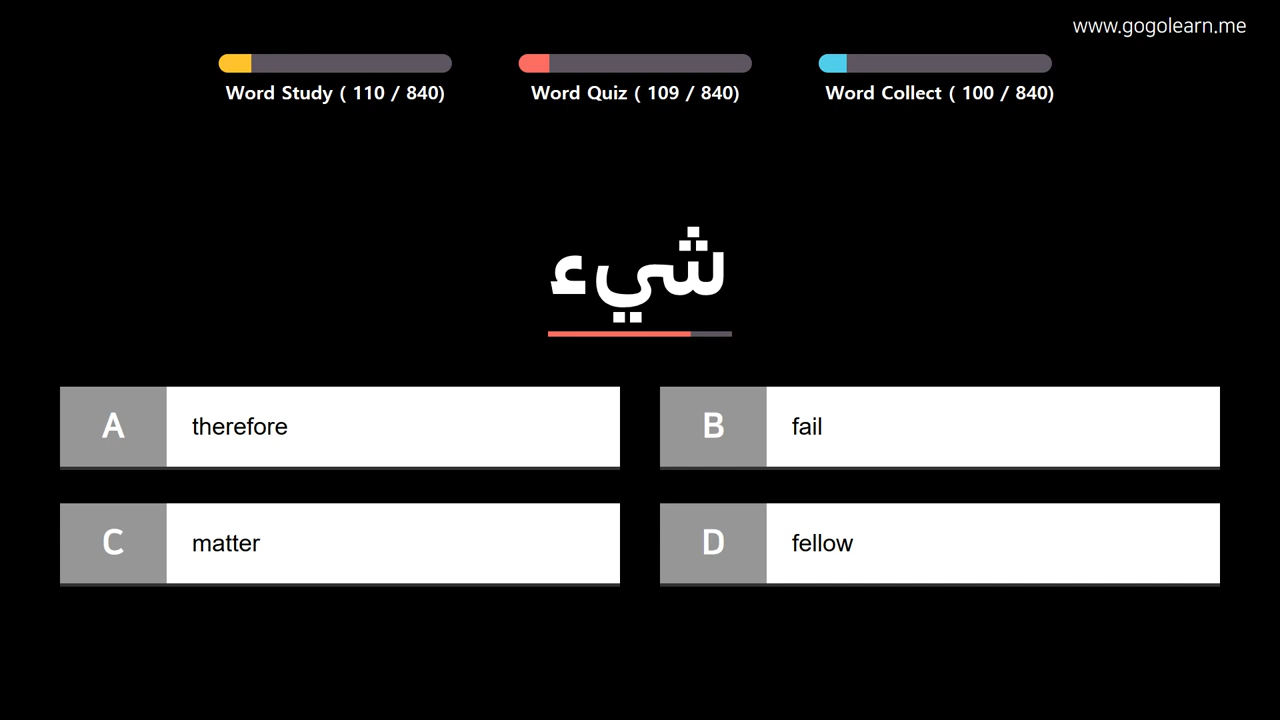 www.gogolearn.me
Word Study ( 110 / 840)
Word Quiz ( 109 / 840)
Word Collect ( 100 / 840)
شيء
A therefore
B fail
C matter
D fellow